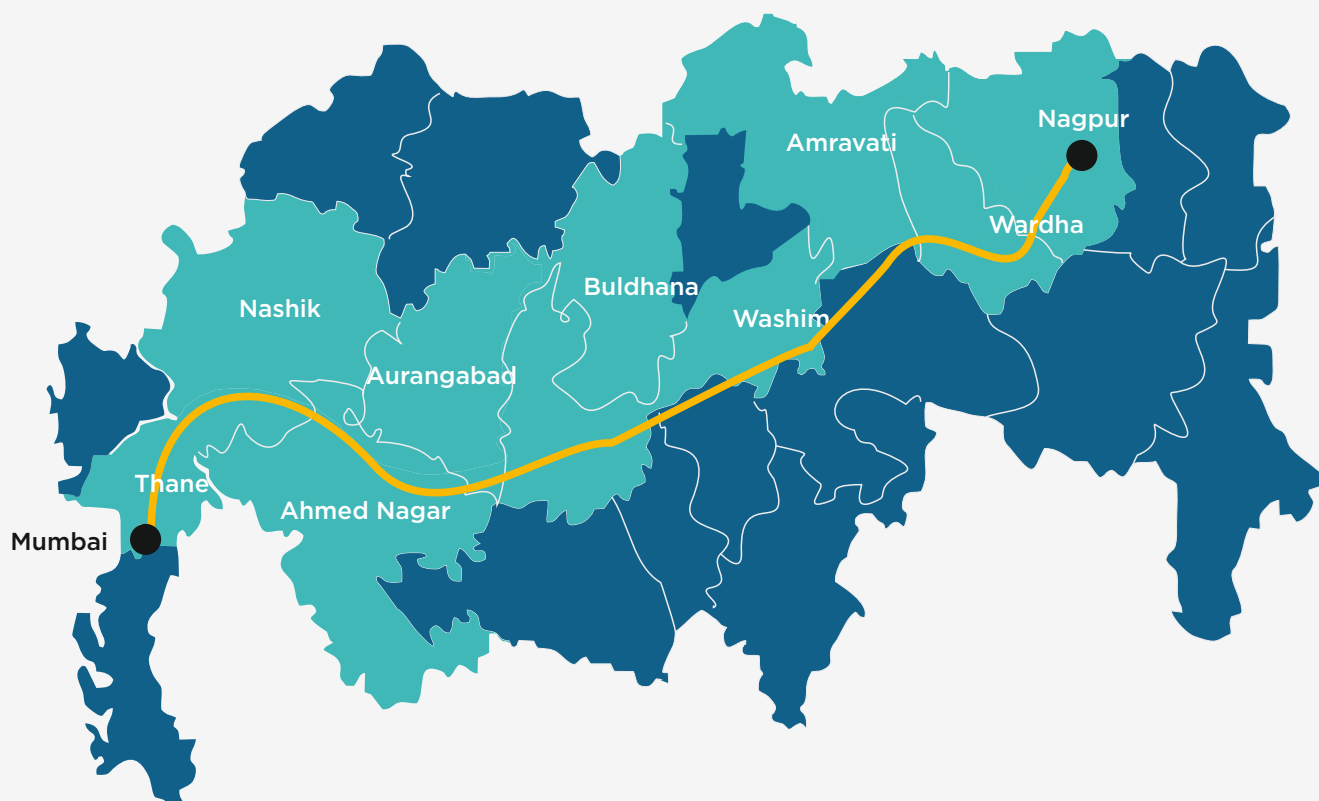 Nagpur
Amravati
Wardha
Buldhana
Nashik
Washim
Aurangabad
Thane
Ahmed Nagar
Mumbai